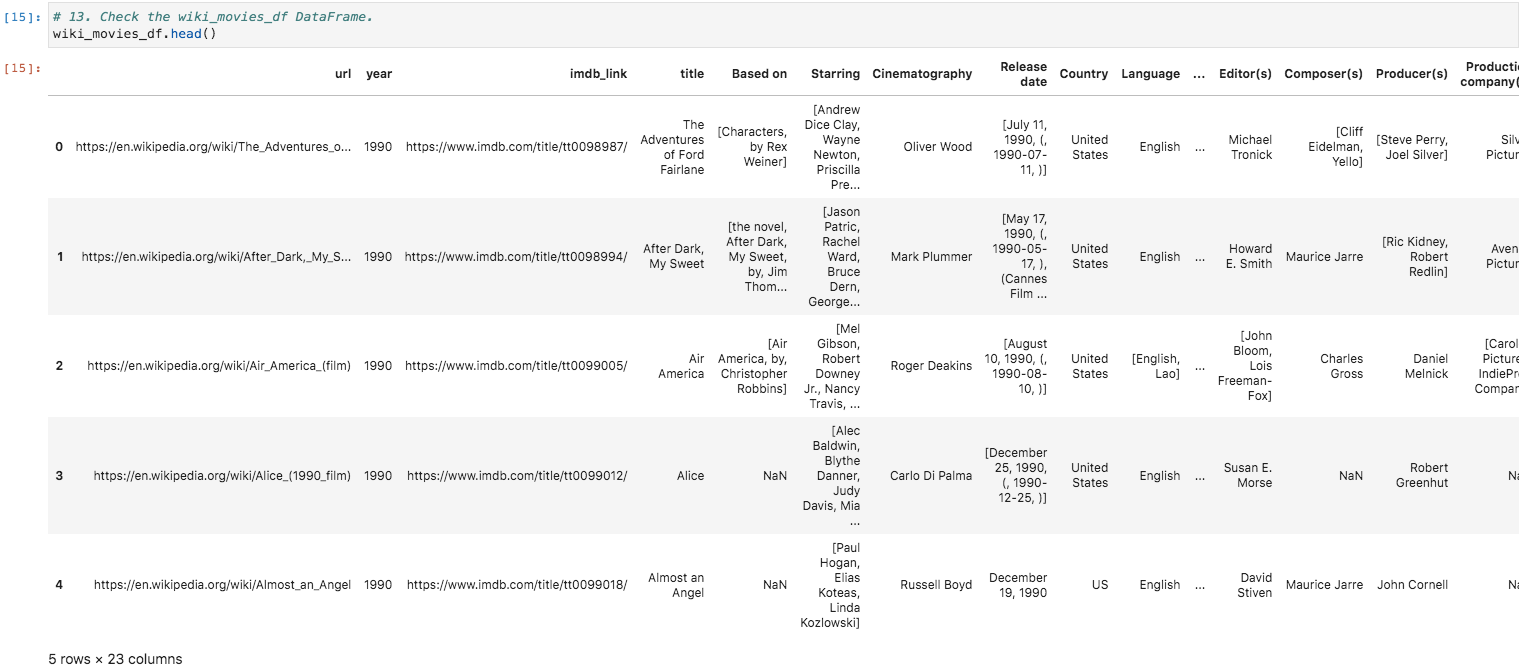 [15]: # 13. Check the wiki_movies_df DataFrame.
wiki_movies_df.head()
[15]: url year imdb_link title Based on Starring Cinematography Release date Country Language ... Editor(s) Composer(s) Producer(s) Producti company(
0 https://en.wikipedia.org/wiki/The_Adventures_o... 1990 https://www.imdb.com/title/tt0098987/ The Adventures of Ford Fairlane [Characters, by Rex Weiner] [Andrew Dice Clay, Wayne Newton, Priscilla Pre... Oliver Wood [July 11, 1990, (, 1990-07-11, )] United States English ... Michael Tronick [Cliff Eidelman, Yello] [Steve Perry, Joel Silver] Silv Pictur
1 https://en.wikipedia.org/wiki/After_Dark,_My_S... 1990 https://www.imdb.com/title/tt0098994/ After Dark, My Sweet [the novel, After Dark, My Sweet, by, Jim Thom... [Jason Patric, Rachel Ward, Bruce Dern, George... Mark Plummer [May 17, 1990, (, 1990-05-17, ), (Cannes Film ... United States English ... Howard E. Smith Maurice Jarre [Ric Kidney, Robert Redlin] Aven Pictur
2 https://en.wikipedia.org/wiki/Air_America_(film) 1990 https://www.imdb.com/title/tt0099005/ Air America [Air America, by, Christopher Robbins] [Mel Gibson, Robert Downey Jr., Nancy Travis, ... Roger Deakins [August 10, 1990, (, 1990-08-10, )] United States [English, Lao] ... [John Bloom, Lois Freeman-Fox] Charles Gross Daniel Melnick [Carol Picture IndiePr Compan
3 https://en.wikipedia.org/wiki/Alice_(1990_film) 1990 https://www.imdb.com/title/tt0099012/ Alice NaN [Alec Baldwin, Blythe Danner, Judy Davis, Mia ... Carlo Di Palma [December 25, 1990, (, 1990-12-25, )] United States English ... Susan E. Morse NaN Robert Greenhut Na
4 https://en.wikipedia.org/wiki/Almost_an_Angel 1990 https://www.imdb.com/title/tt0099018/ Almost an Angel NaN [Paul Hogan, Elias Koteas, Linda Kozlowski] Russell Boyd December 19, 1990 US English ... David Stiven Maurice Jarre John Cornell Na
5 rows × 23 columns